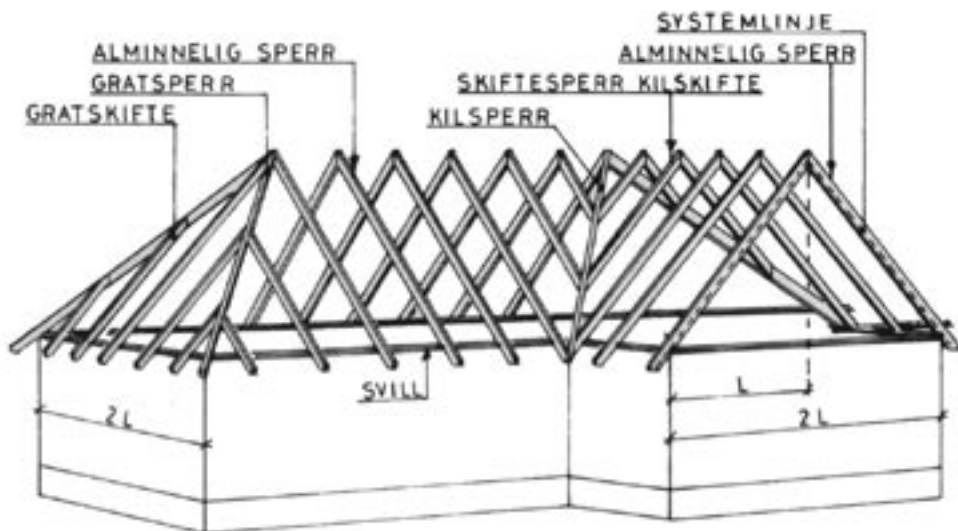 SYSTEMLINJE
ALMINNELIG SPERR
ALMINNELIG SPERR
GRATSPERR
SKIFTESPERR KILSKIFTE
GRATSKIFTE
KILSPERR
SVILL
L
2L
2L